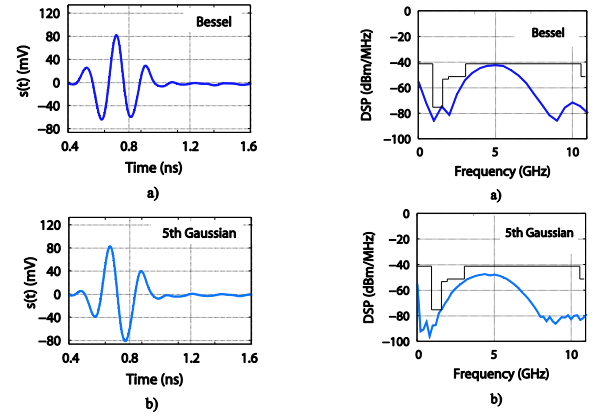 120
80
40
0
−40
−80
s(t) (mV)
Bessel
0.4 0.8 1.2 1.6
Time (ns)
a)
0
−20
−40
−60
−80
−100
DSP (dBm/MHz)
Bessel
0 5 10
Frequency (GHz)
a)
120
80
40
0
−40
−80
s(t) (mV)
5th Gaussian
0.4 0.8 1.2 1.6
Time (ns)
b)
0
−20
−40
−60
−80
−100
DSP (dBm/MHz)
5th Gaussian
0 5 10
Frequency (GHz)
b)